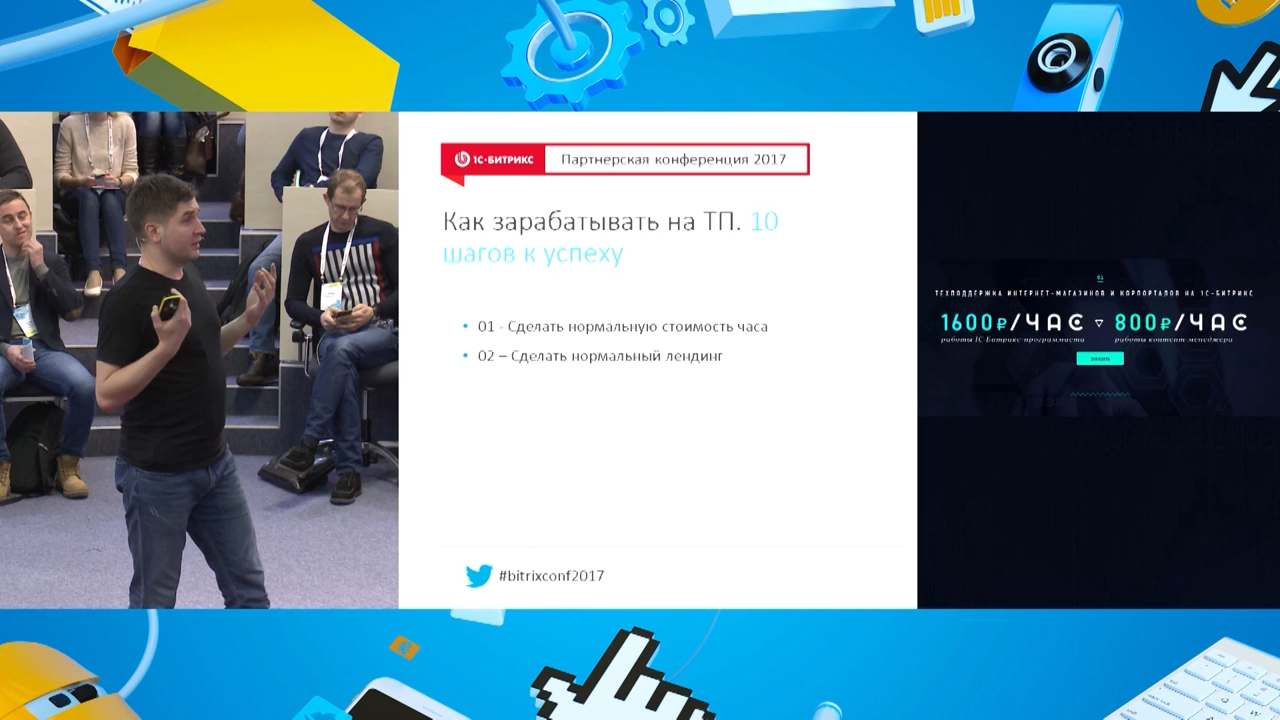 1С-БИТРИКС
Партнерская конференция 2017
Как зарабатывать на ТП. 10
шагов к успеху
• 01 - Сделать нормальную стоимость часа
• 02 – Сделать нормальный лендинг
#bitrixconf2017
01
ТЕХПОДДЕРЖКА ИНТЕРНЕТ-МАГАЗИНОВ И КОРПОРТАЛОВ НА 1С-БИТРИКС
1600₽/ЧАС 800₽/ЧАС
работы 1С-Битрикс программиста работы контент-менеджера